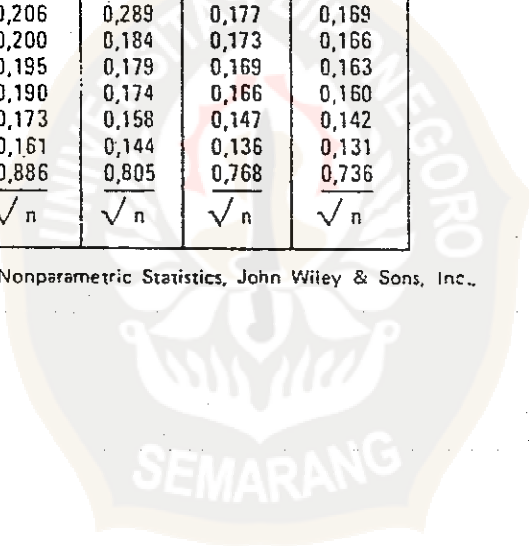 0,206 0,289 0,177 0,169
0,200 0,184 0,173 0,166
0,195 0,179 0,169 0,163
0,190 0,174 0,166 0,160
0,173 0,158 0,147 0,142
0,161 0,144 0,136 0,131
0,886 0,805 0,768 0,736
√n √n √n √n
Nonparametric Statistics, John Wiley & Sons, Inc.,
SEMARANG